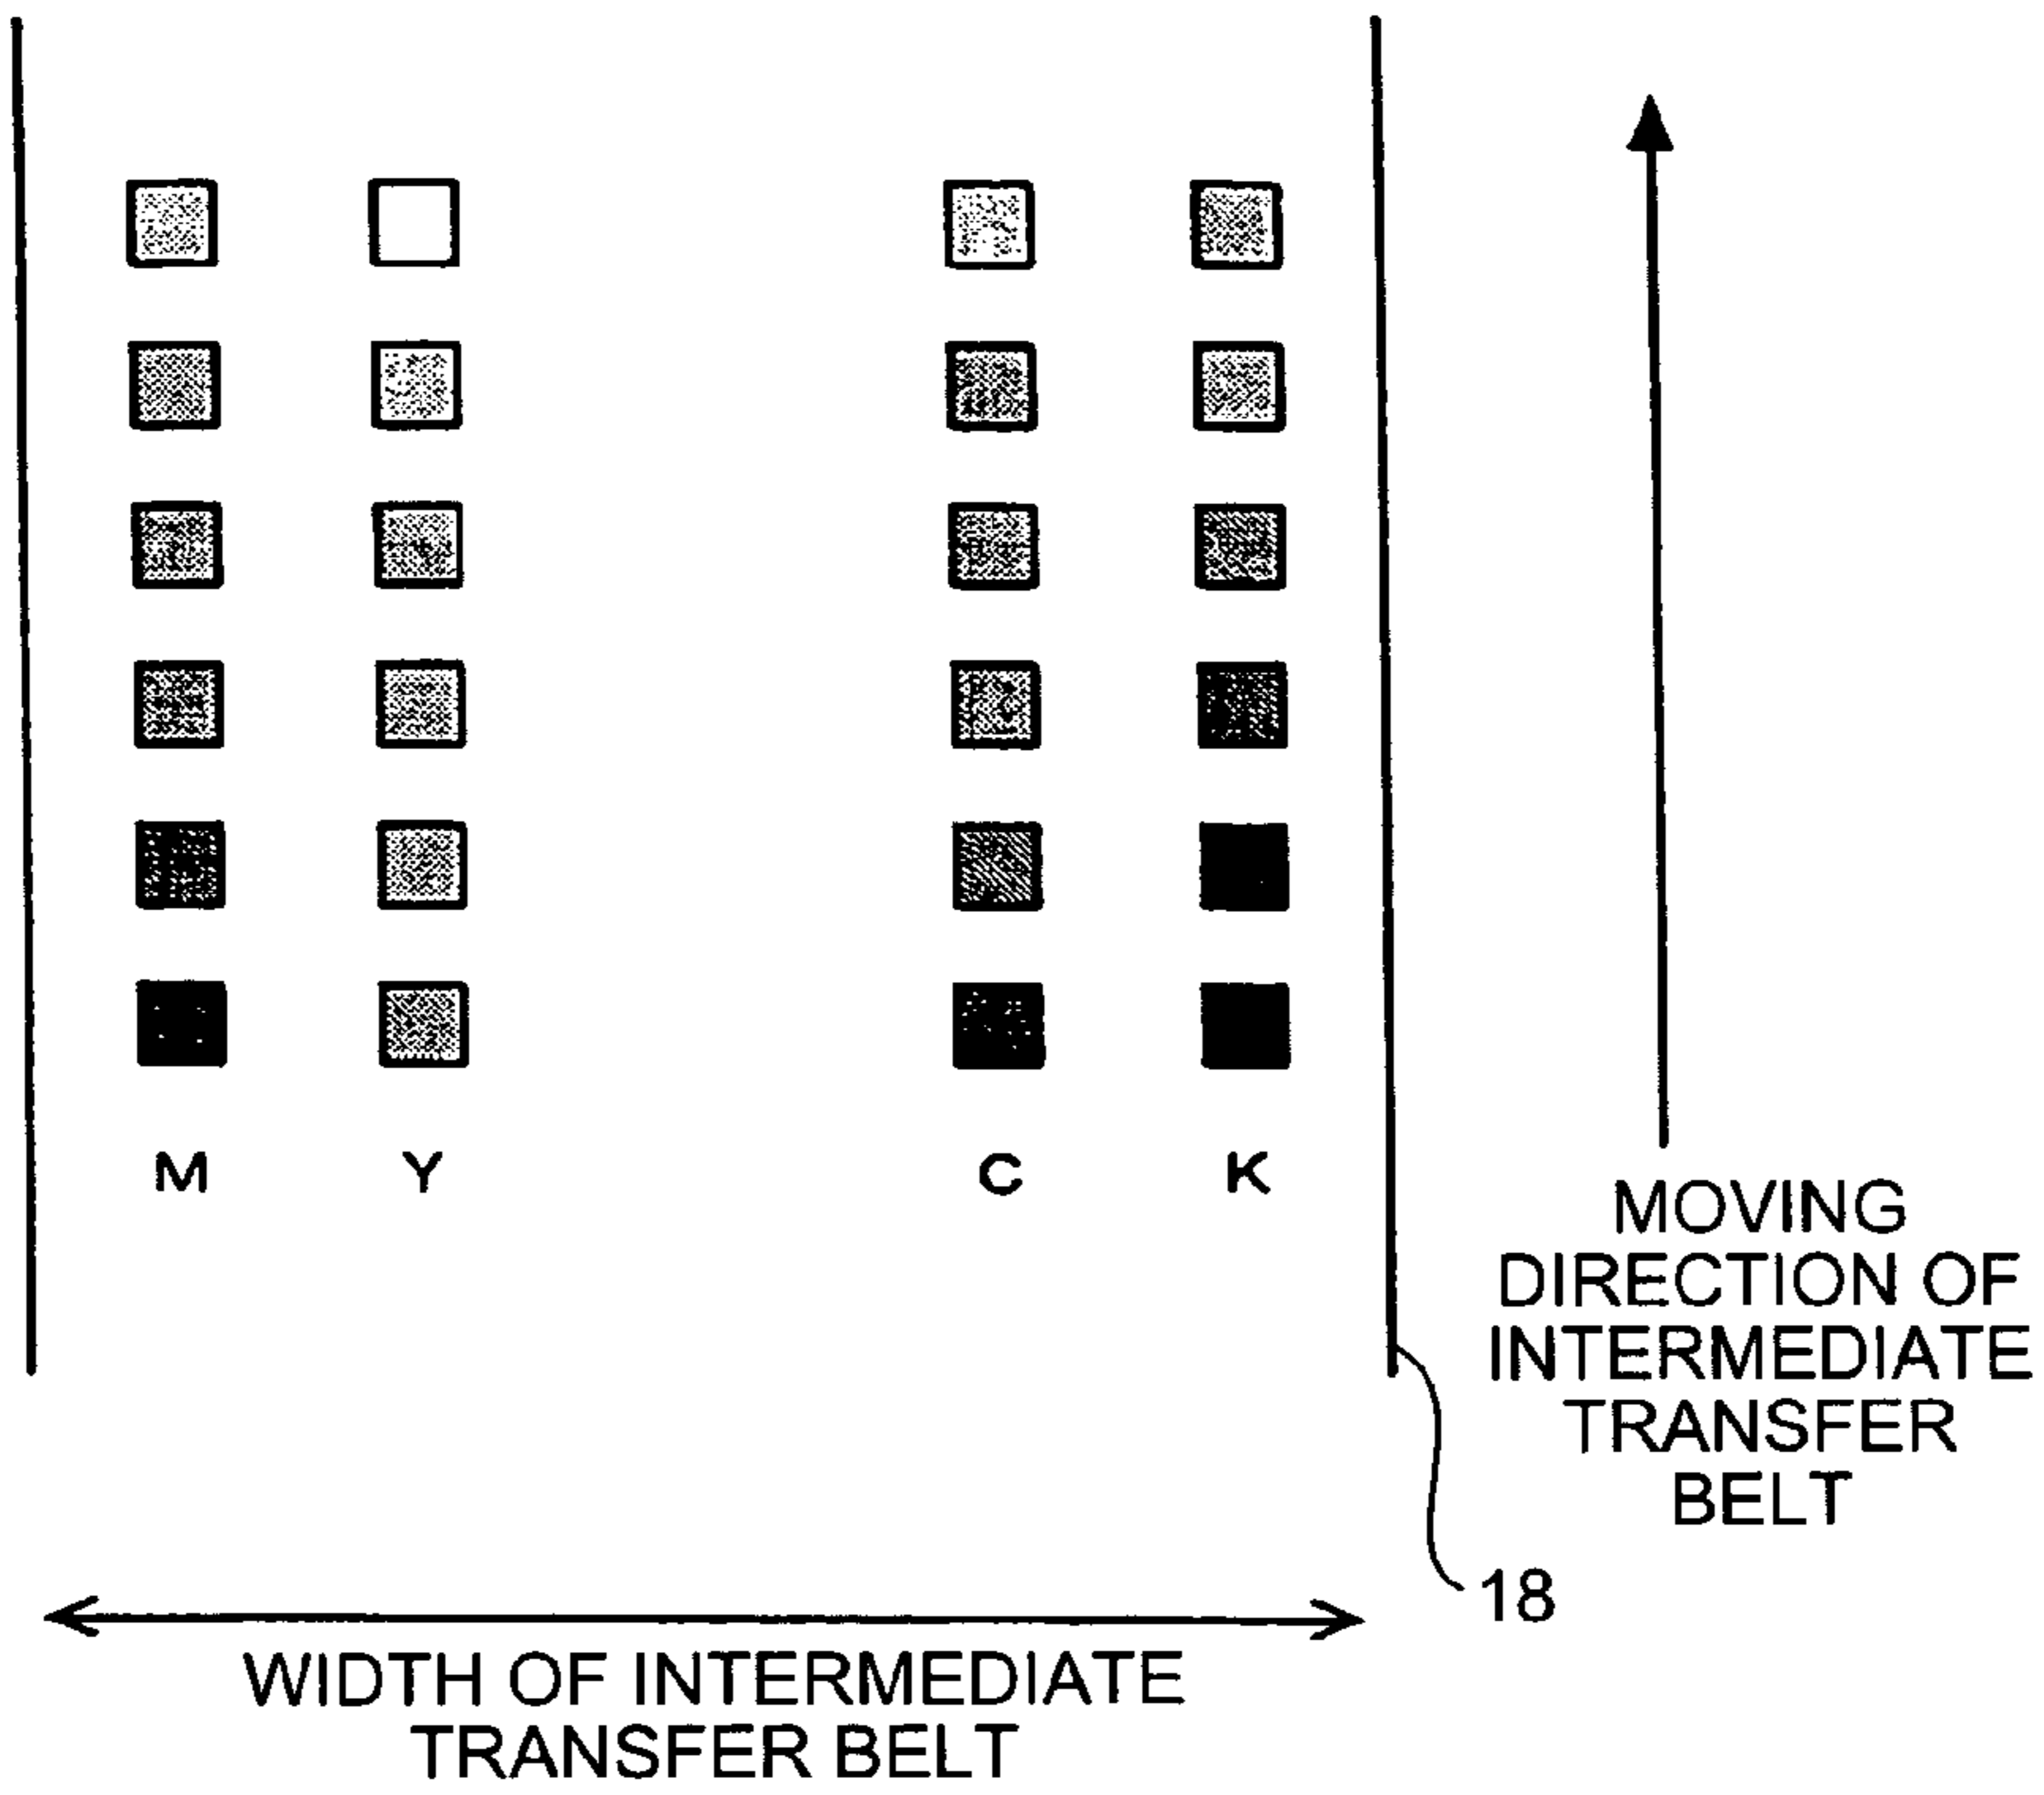 M Y C K
MOVING
DIRECTION OF
INTERMEDIATE
TRANSFER
BELT
18
WIDTH OF INTERMEDIATE
TRANSFER BELT